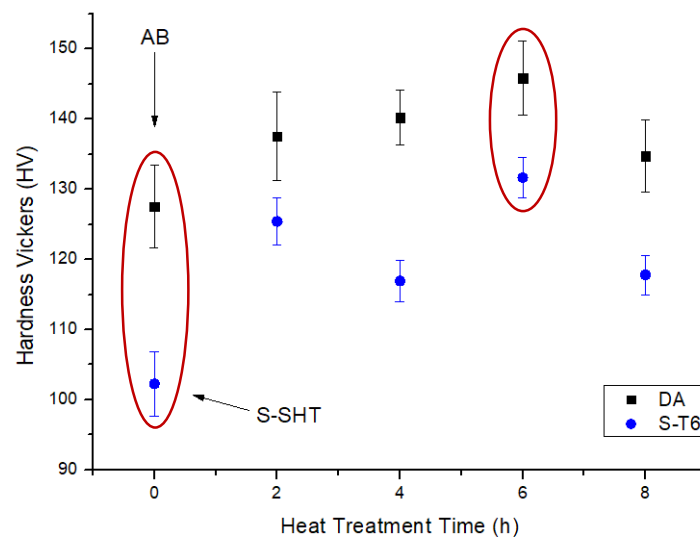 AB
150
140
130
120
110
100
90
Hardness Vickers (HV)
S-SHT
DA
S-T6
0 2 4 6 8
Heat Treatment Time (h)